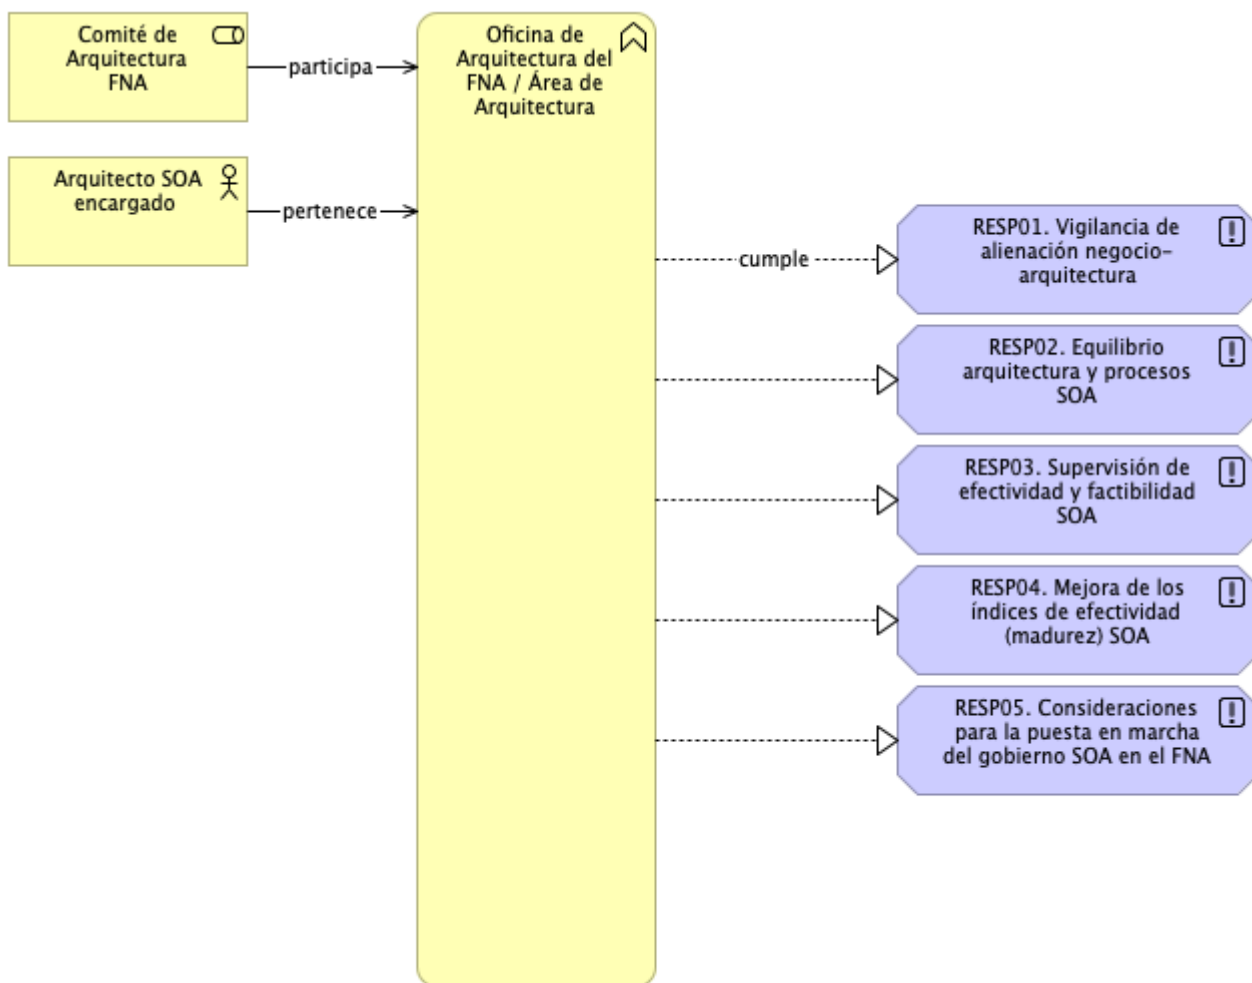 Comité de
Arquitectura
FNA
participa
Oficina de
Arquitectura del
FNA / Área de
Arquitectura
Arquitecto SOA
encargado
pertenece
cumple
RESP01. Vigilancia de
alienación negocio-
arquitectura
RESP02. Equilibrio
arquitectura y procesos
SOA
RESP03. Supervisión de
efectividad y factibilidad
SOA
RESP04. Mejora de los
índices de efectividad
(madurez) SOA
RESP05. Consideraciones
para la puesta en marcha
del gobierno SOA en el FNA